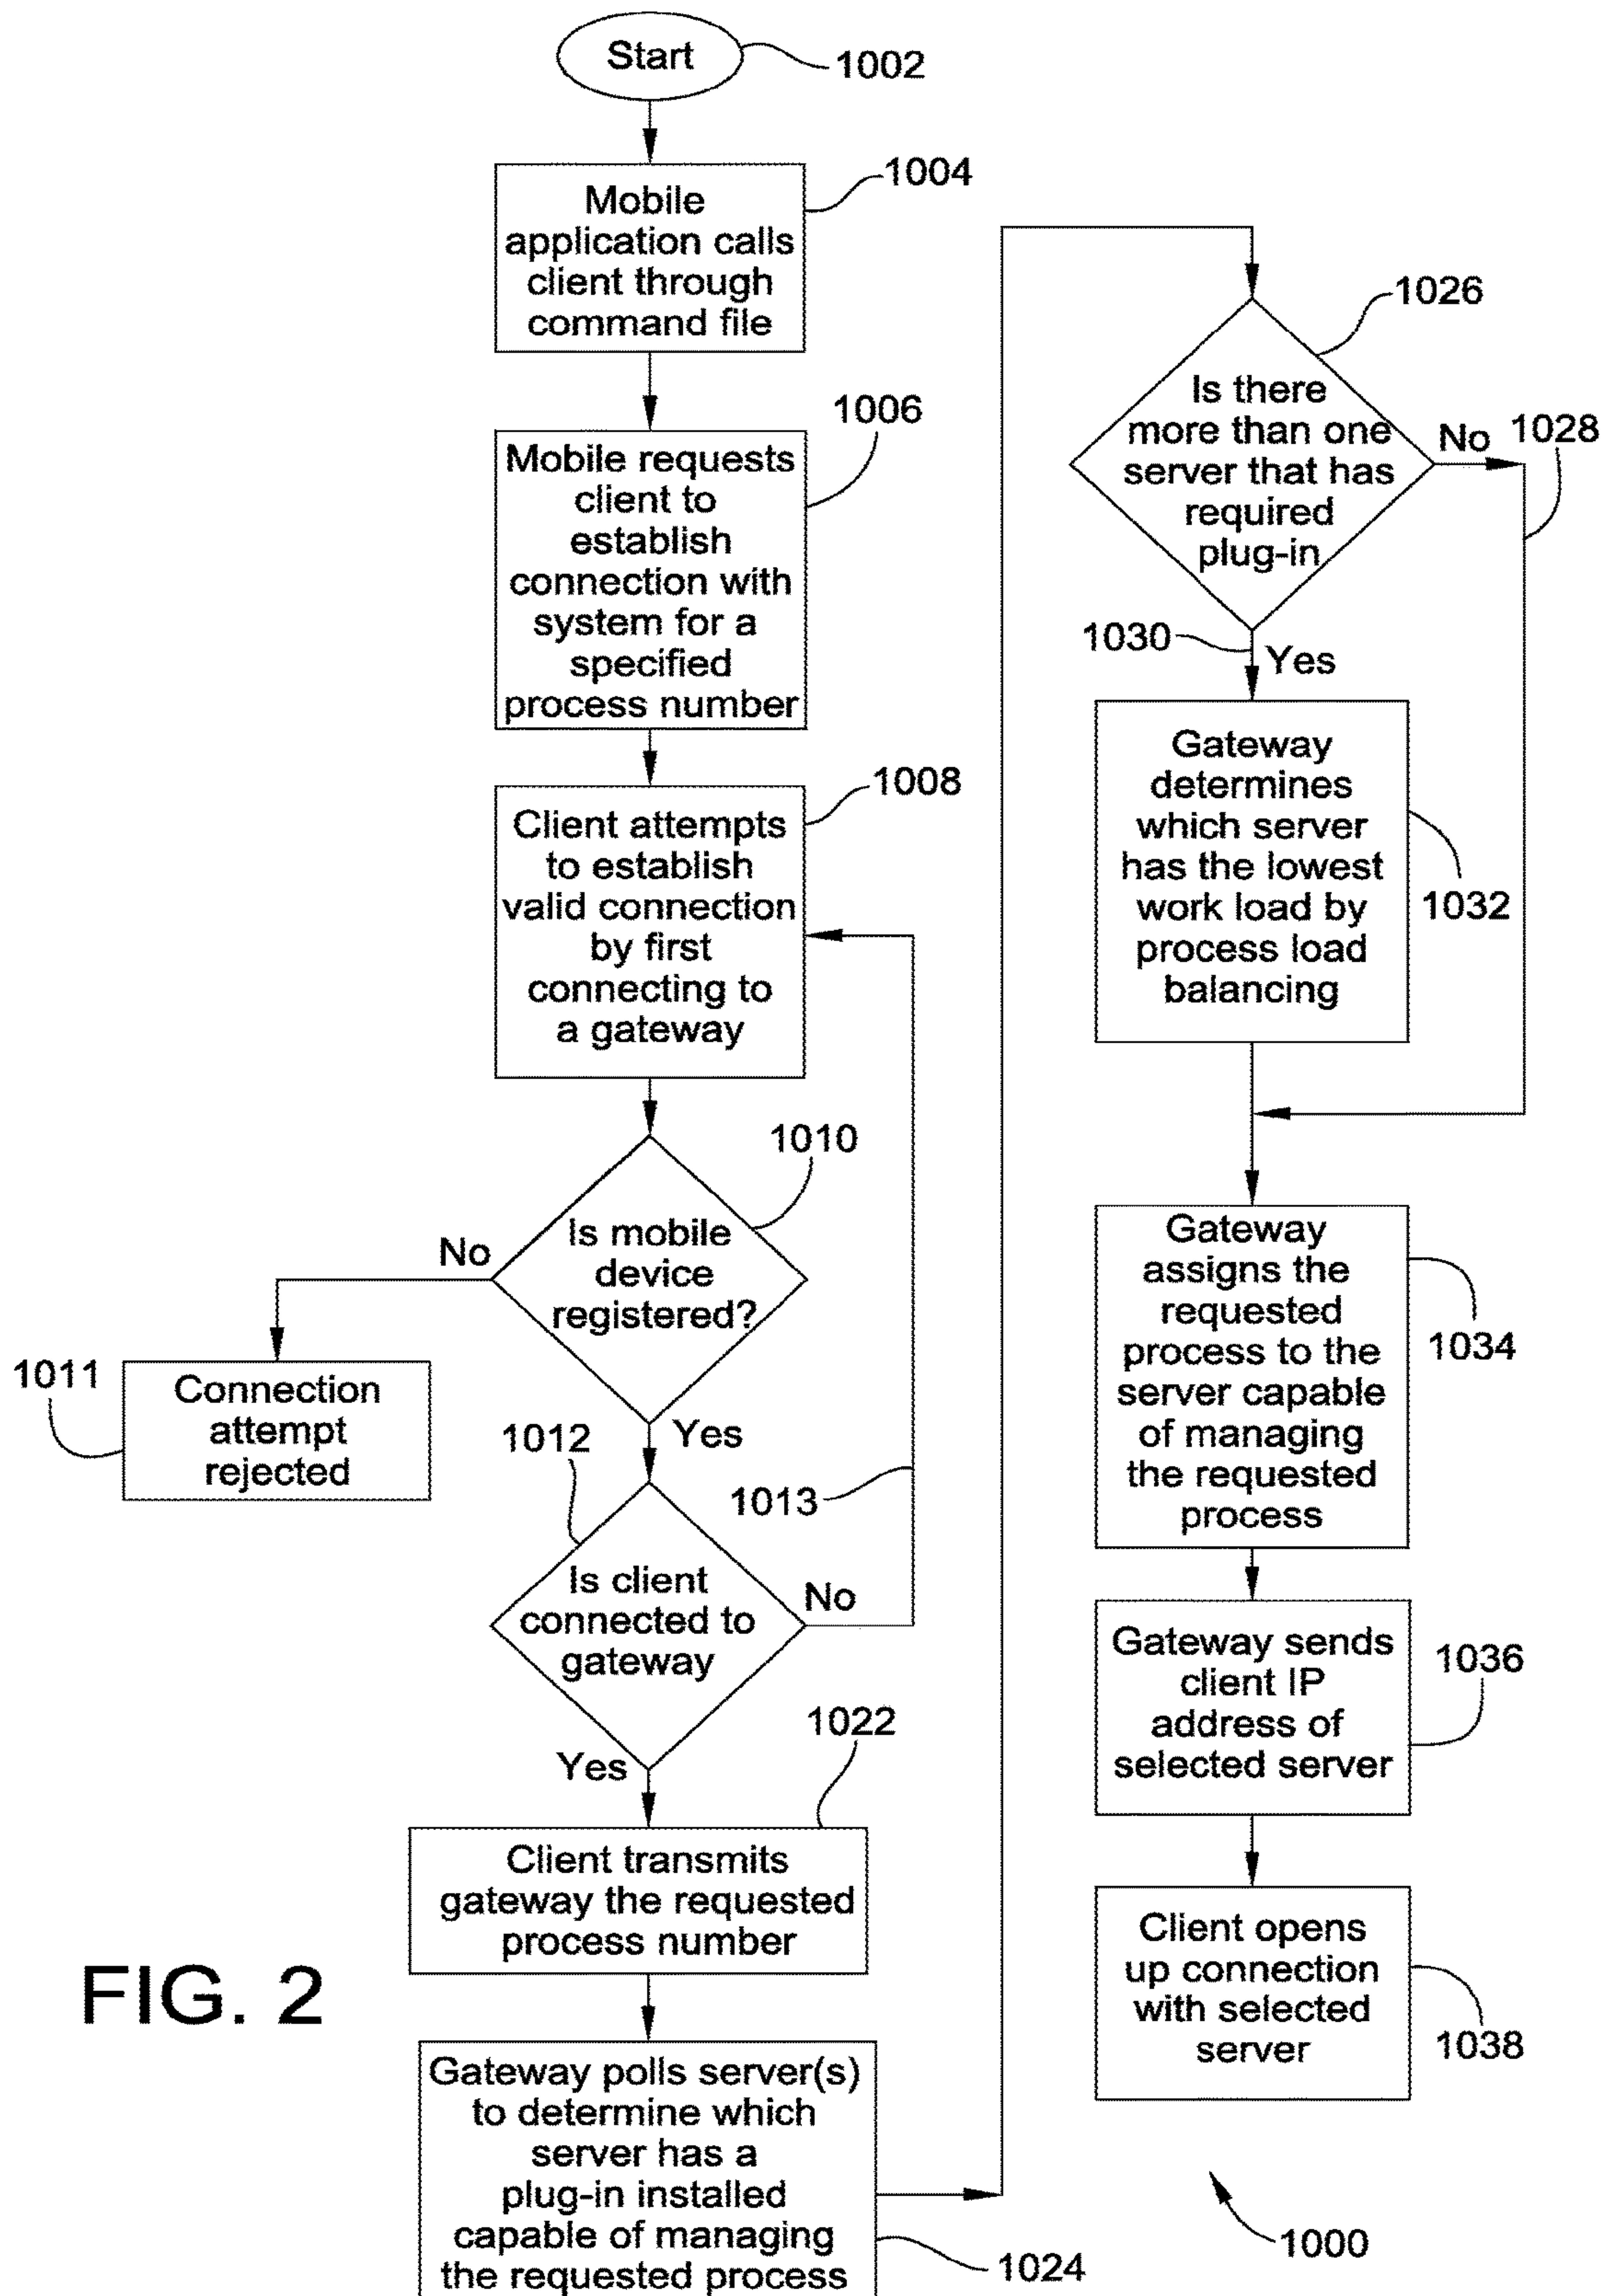 Start
1002
Mobile
application calls
client through
command file
1004
Mobile requests
client to
establish
connection with
system for a
specified
process number
1006
Client attempts
to establish
valid connection
by first
connecting to
a gateway
1008
Is mobile
device
registered?
1010
No
Connection
attempt
rejected
1011
Yes
1012
Is client
connected to
gateway
No
1013
Yes
1022
Client transmits
gateway the requested
process number
Gateway polls server(s)
to determine which
server has a
plug-in installed
capable of managing
the requested process
1024
Is there
more than one
server that has
required
plug-in
1026
No
1028
1030
Yes
Gateway
determines
which server
has the lowest
work load by
process load
balancing
1032
Gateway
assigns the
requested
process to the
server capable
of managing
the requested
process
1034
Gateway sends
client IP
address of
selected server
1036
Client opens
up connection
with selected
server
1038
1000
FIG. 2